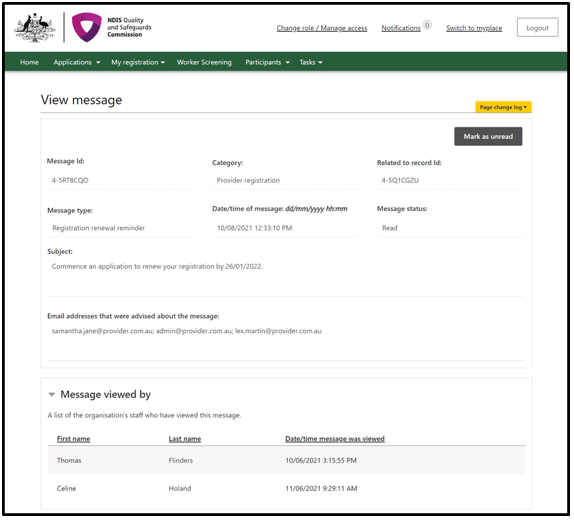 NDIS Quality
and Safeguards
Commission
Change role / Manage access Notifications 0 Switch to myplace Logout
Home Applications My registration Worker Screening Participants Tasks
View message
Page change log
Mark as unread
Message Id: Category: Related to record Id:
4-5RT8CQO Provider registration 4-5Q1CGZU
Message type: Date/time of message: dd/mm/yyyy hh:mm Message status:
Registration renewal reminder 10/08/2021 12:33:10 PM Read
Subject:
Commence an application to renew your registration by 26/01/2022.
Email addresses that were advised about the message:
samantha.jane@provider.com.au; admin@provider.com.au; lex.martin@provider.com.au
Message viewed by
A list of the organisation's staff who have viewed this message.
First name Last name Date/time message was viewed
Thomas Flinders 10/06/2021 3:15:55 PM
Celine Holand 11/06/2021 9:29:11 AM